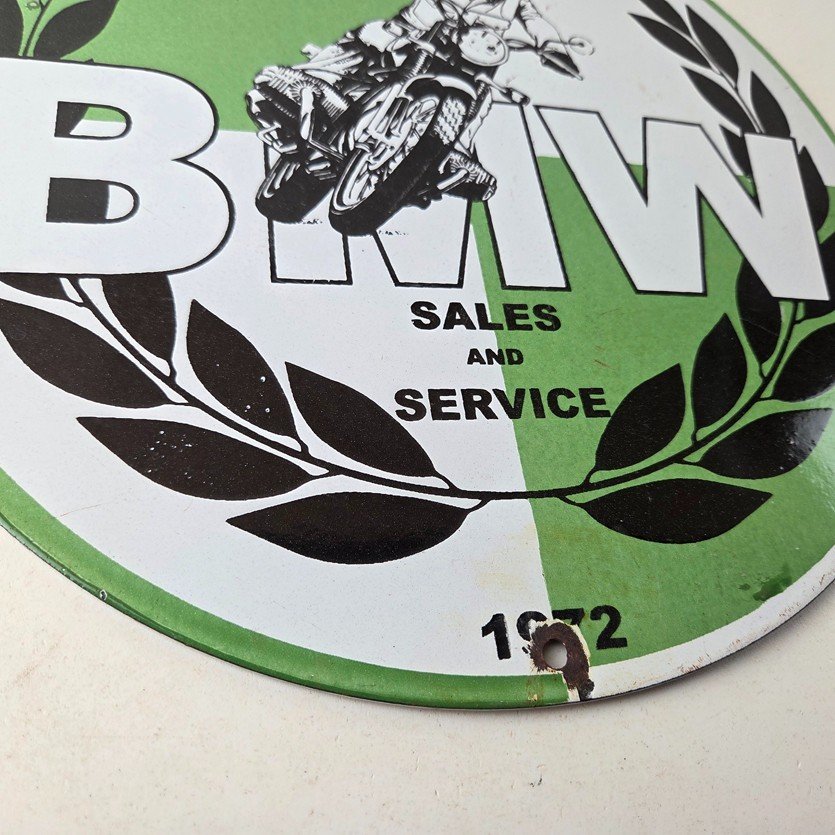 BMW
SALES
AND
SERVICE
1972